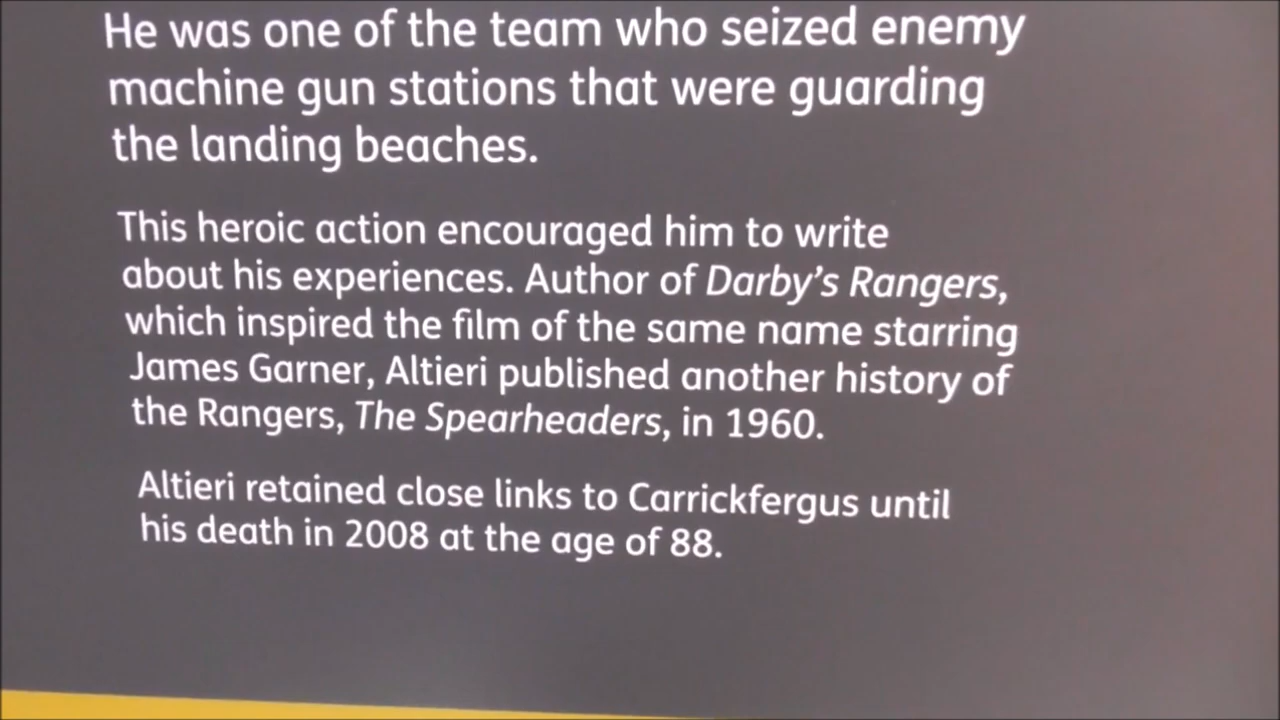 He was one of the team who seized enemy
machine gun stations that were guarding
the landing beaches.
This heroic action encouraged him to write
about his experiences. Author of Darby's Rangers,
which inspired the film of the same name starring
James Garner, Altieri published another history of
the Rangers, The Spearheaders, in 1960.
Altieri retained close links to Carrickfergus until
his death in 2008 at the age of 88.